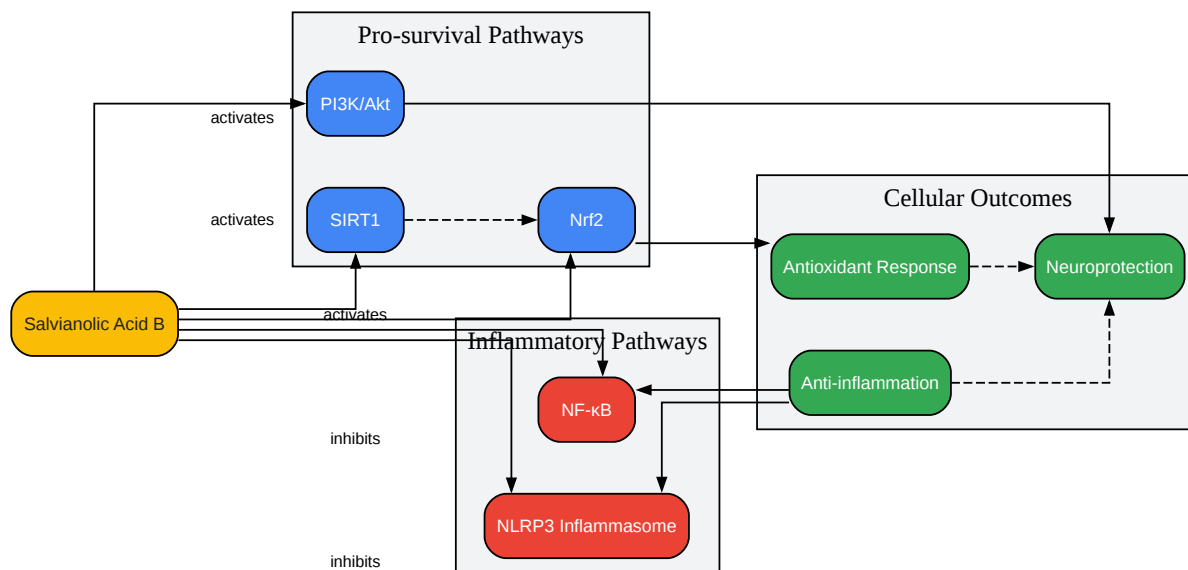 Pro-survival Pathways
PI3K/Akt
activates
SIRT1
Nrf2
activates
Cellular Outcomes
Antioxidant Response
Neuroprotection
Salvianolic Acid B
activates
Inflammatory Pathways
Anti-inflammation
NF-κB
inhibits
NLRP3 Inflammasome
inhibits